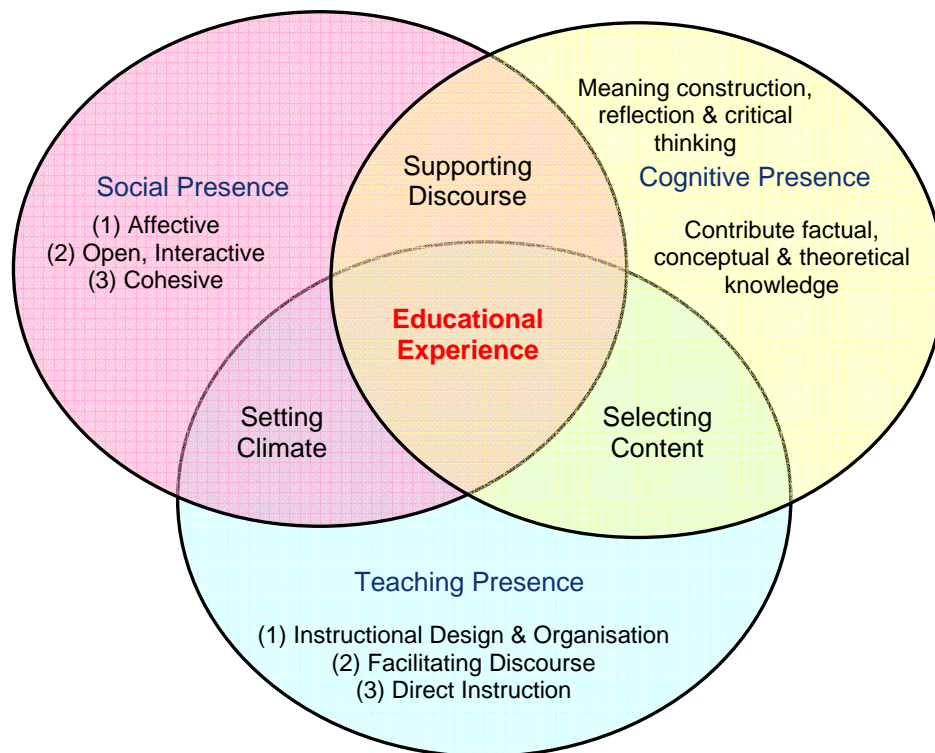 Meaning construction,
reflection & critical
thinking
Supporting
Discourse
Social Presence
(1) Affective
(2) Open, Interactive
(3) Cohesive
Cognitive Presence
Contribute factual,
conceptual & theoretical
knowledge
Educational
Experience
Setting
Climate
Selecting
Content
Teaching Presence
(1) Instructional Design & Organisation
(2) Facilitating Discourse
(3) Direct Instruction